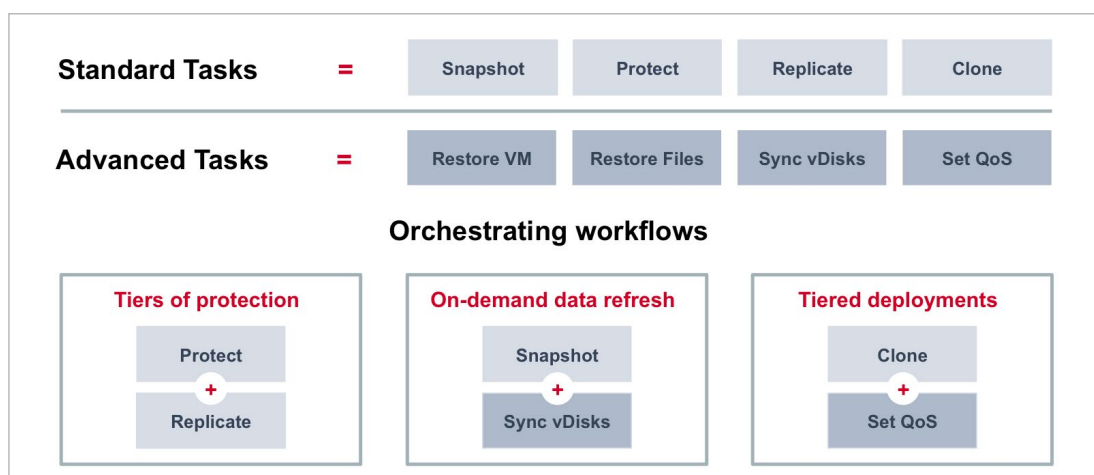 Standard Tasks = Snapshot Protect Replicate Clone
Advanced Tasks = Restore VM Restore Files Sync vDisks Set QoS
Orchestrating workflows
Tiers of protection
Protect
+
Replicate
On-demand data refresh
Snapshot
+
Sync vDisks
Tiered deployments
Clone
+
Set QoS